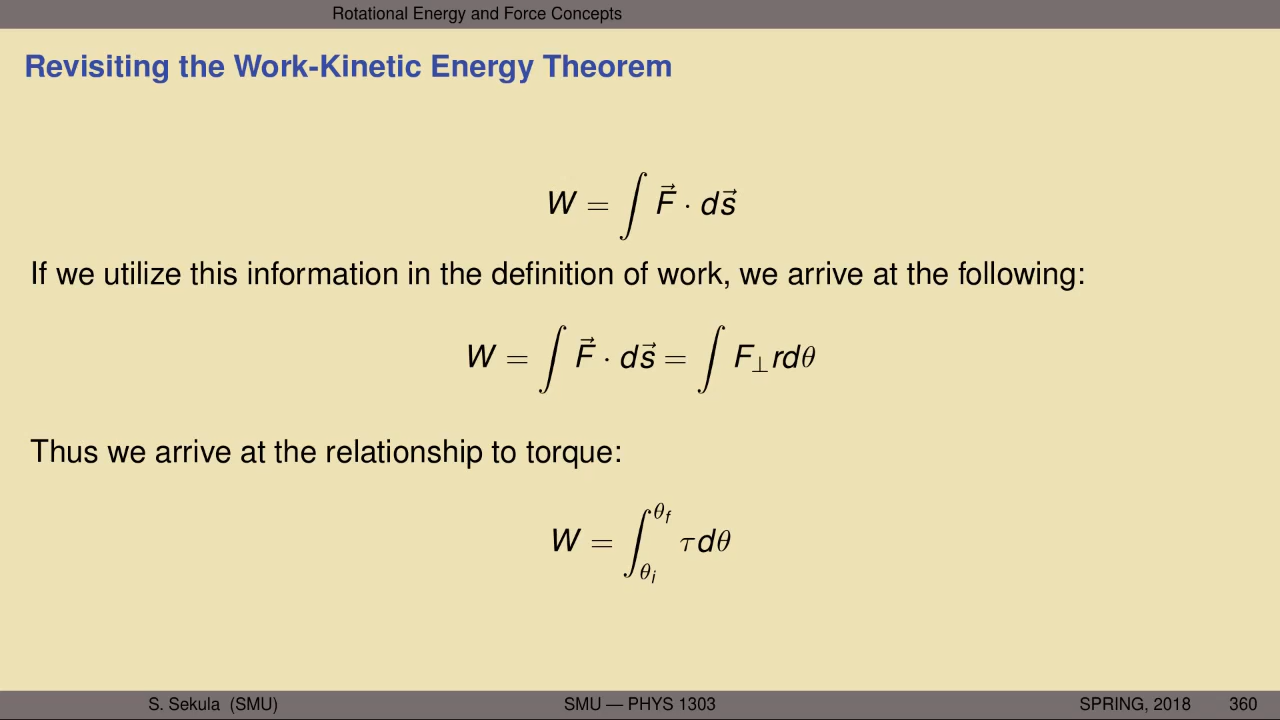 Rotational Energy and Force Concepts
Revisiting the Work-Kinetic Energy Theorem
W = ∫ F⃗ · ds⃗
If we utilize this information in the definition of work, we arrive at the following:
W = ∫ F⃗ · ds⃗ = ∫ F⊥rdθ
Thus we arrive at the relationship to torque:
W = ∫_{θ_i}^{θ_f} τdθ
S. Sekula (SMU) SMU — PHYS 1303 SPRING, 2018 360